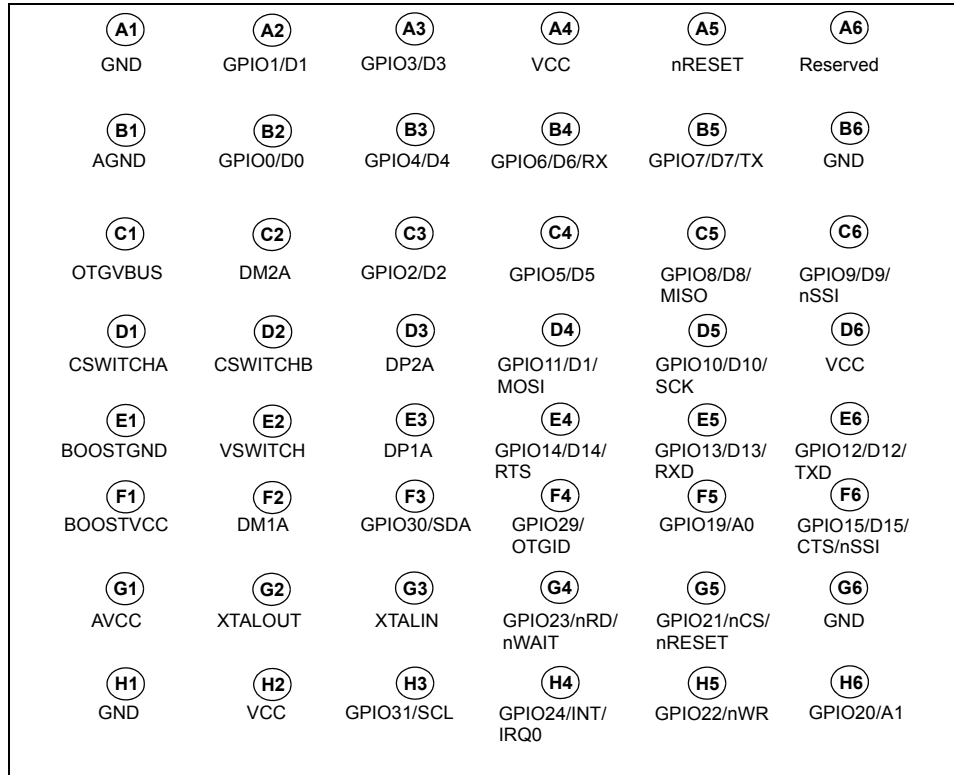 A1 A2 A3 A4 A5 A6
GND GPIO1/D1 GPIO3/D3 VCC nRESET Reserved
B1 B2 B3 B4 B5 B6
AGND GPIO0/D0 GPIO4/D4 GPIO6/D6/RX GPIO7/D7/TX GND
C1 C2 C3 C4 C5 C6
OTGVBUS DM2A GPIO2/D2 GPIO5/D5 GPIO8/D8/ GPIO9/D9/
MISO nSSI
D1 D2 D3 D4 D5 D6
CSWITCHA CSWITCHB DP2A GPIO11/D1/ GPIO10/D10/ VCC
MOSI SCK
E1 E2 E3 E4 E5 E6
BOOSTGND VSWITCH DP1A GPIO14/D14/ GPIO13/D13/ GPIO12/D12/
RTS RXD TXD
F1 F2 F3 F4 F5 F6
BOOSTVCC DM1A GPIO30/SDA GPIO29/ GPIO19/A0 GPIO15/D15/
OTGID CTS/nSSI
G1 G2 G3 G4 G5 G6
AVCC XTALOUT XTALIN GPIO23/nRD/ GPIO21/nCS/ GND
nWAIT nRESET
H1 H2 H3 H4 H5 H6
GND VCC GPIO31/SCL GPIO24/INT/ GPIO22/nWR GPIO20/A1
IRQ0